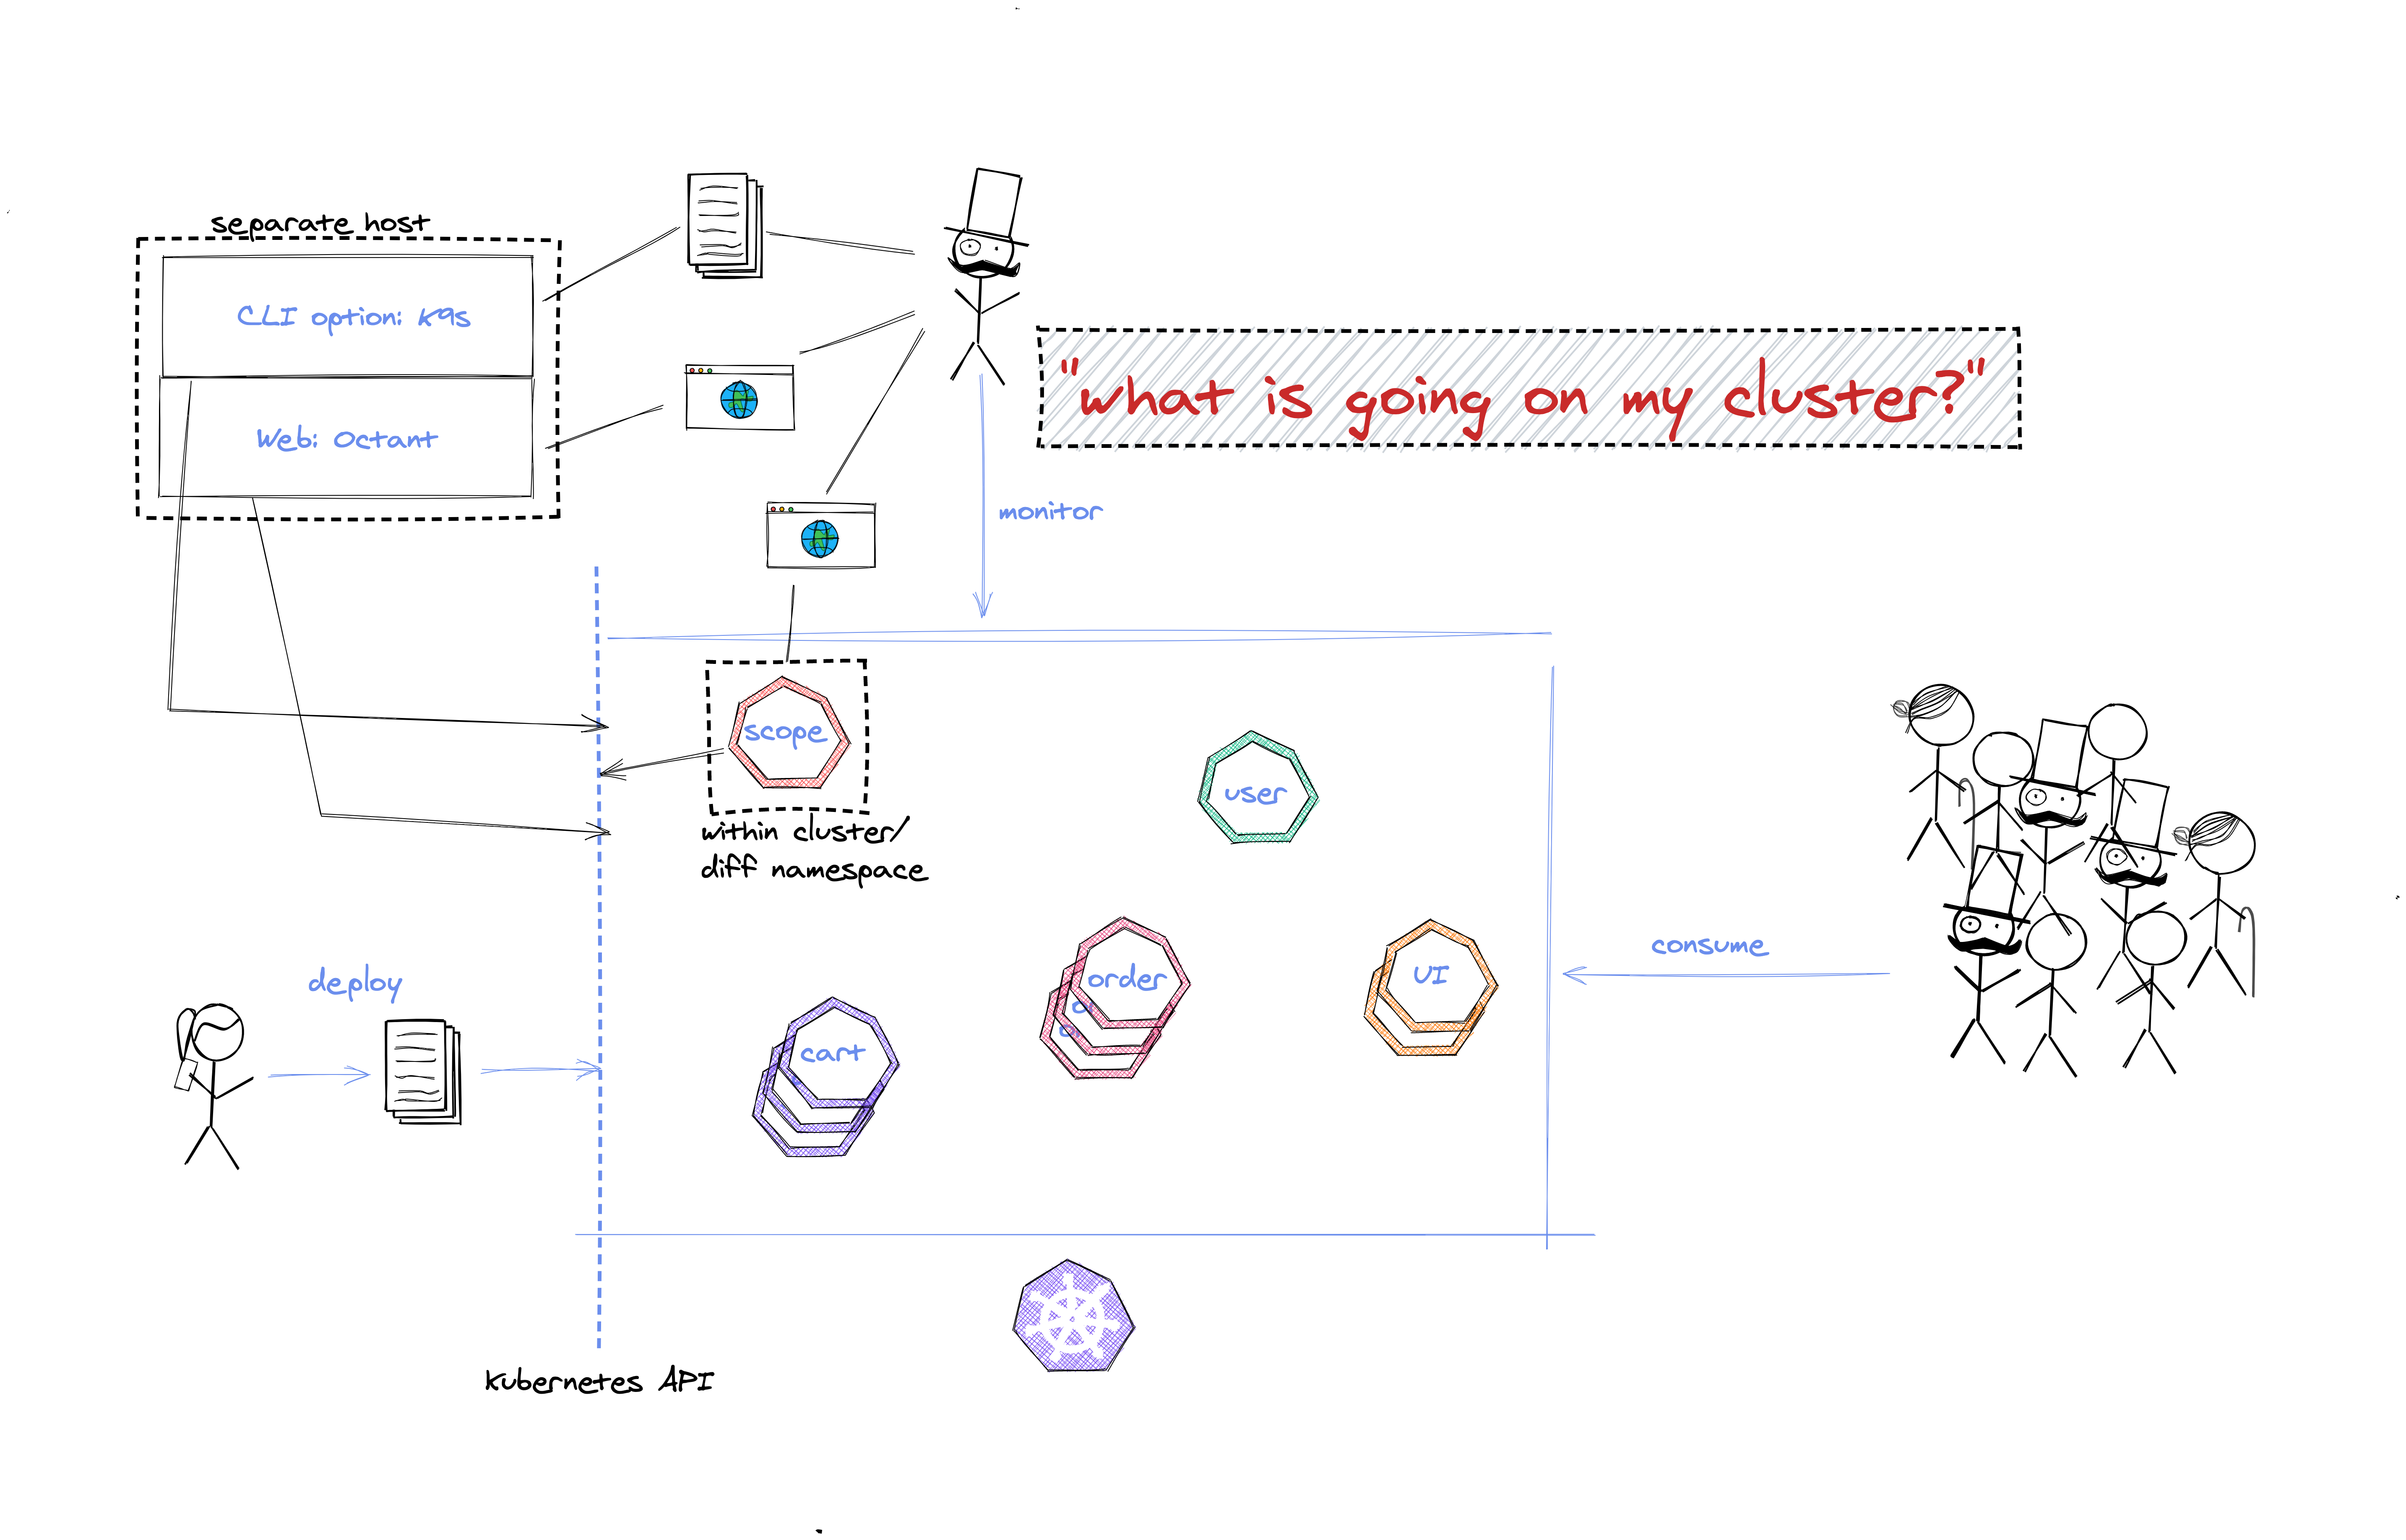 separate host
CLI option: K9s
Web: Octant
"what is going on my cluster?"
monitor
scope
within cluster/
diff namespace
user
order
UI
cart
consume
deploy
Kubernetes API